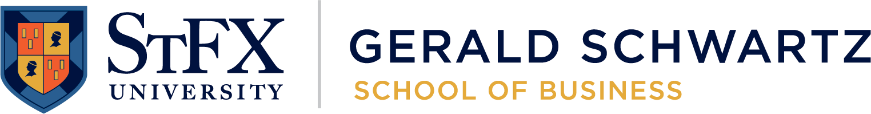 STFX
UNIVERSITY
GERALD SCHWARTZ
SCHOOL OF BUSINESS